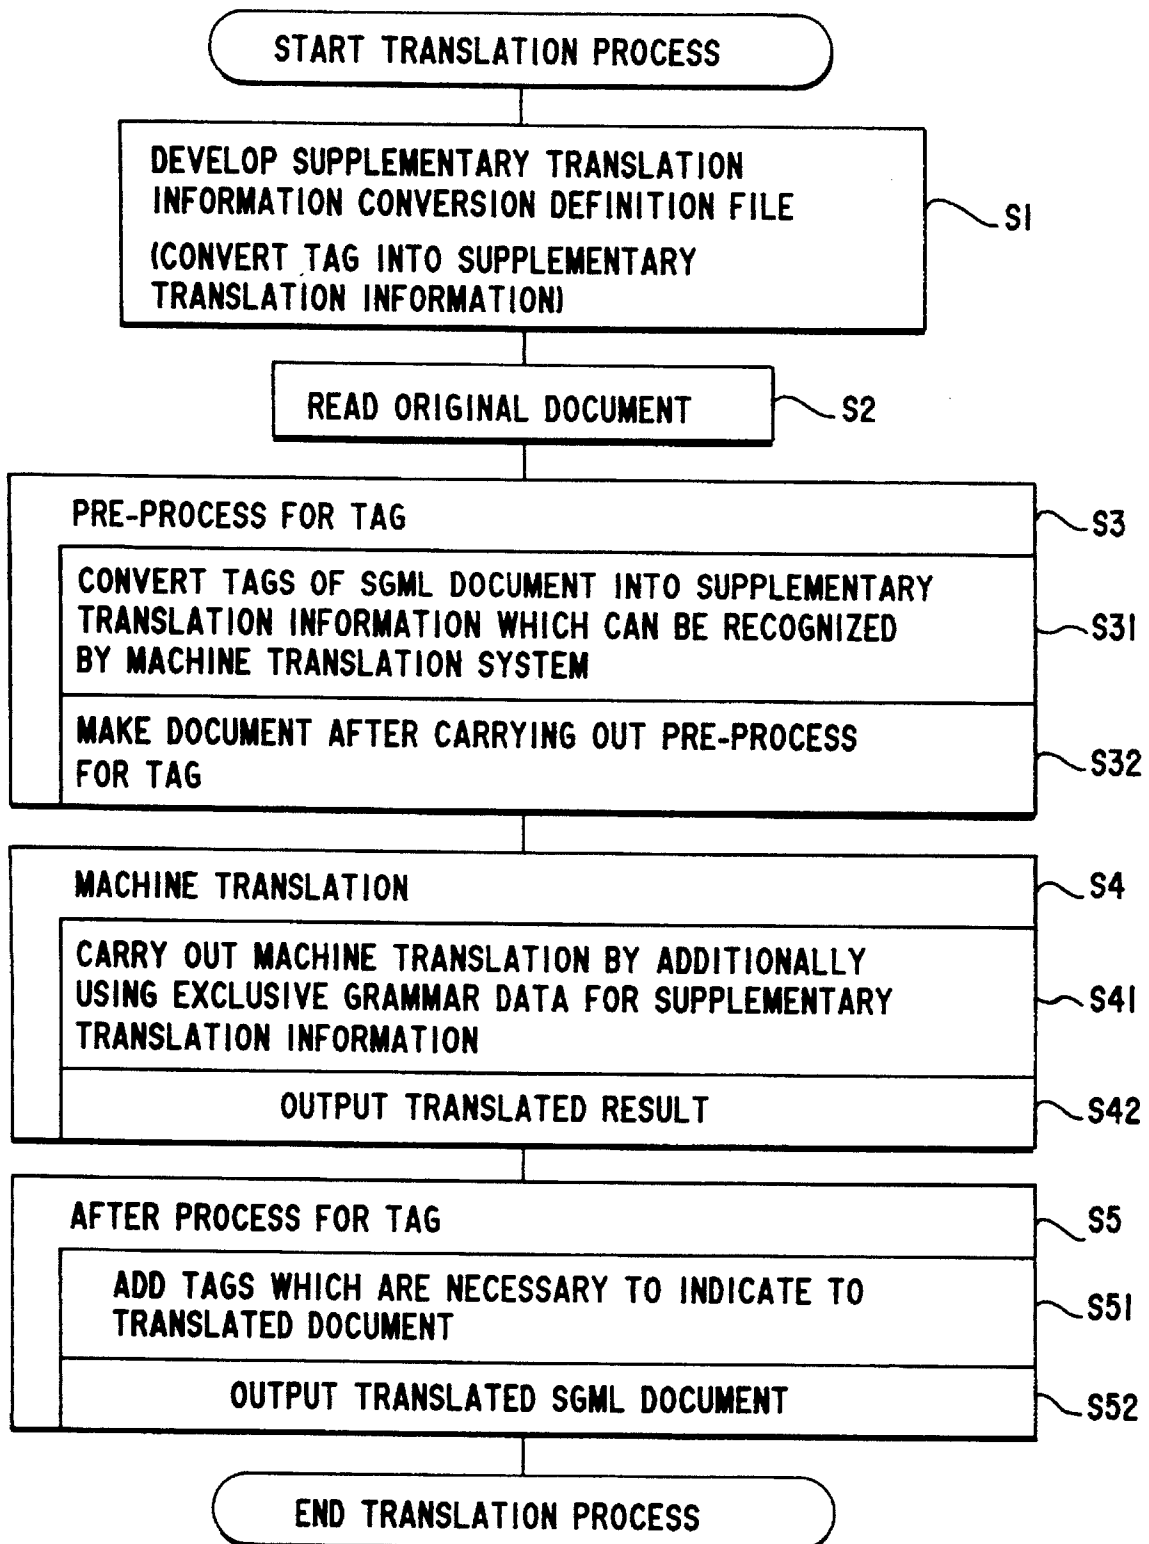 START TRANSLATION PROCESS
DEVELOP SUPPLEMENTARY TRANSLATION
INFORMATION CONVERSION DEFINITION FILE
(CONVERT TAG INTO SUPPLEMENTARY
TRANSLATION INFORMATION)
S1
READ ORIGINAL DOCUMENT
S2
PRE-PROCESS FOR TAG
S3
CONVERT TAGS OF SGML DOCUMENT INTO SUPPLEMENTARY
TRANSLATION INFORMATION WHICH CAN BE RECOGNIZED
BY MACHINE TRANSLATION SYSTEM
S31
MAKE DOCUMENT AFTER CARRYING OUT PRE-PROCESS
FOR TAG
S32
MACHINE TRANSLATION
S4
CARRY OUT MACHINE TRANSLATION BY ADDITIONALLY
USING EXCLUSIVE GRAMMAR DATA FOR SUPPLEMENTARY
TRANSLATION INFORMATION
S41
OUTPUT TRANSLATED RESULT
S42
AFTER PROCESS FOR TAG
S5
ADD TAGS WHICH ARE NECESSARY TO INDICATE TO
TRANSLATED DOCUMENT
S51
OUTPUT TRANSLATED SGML DOCUMENT
S52
END TRANSLATION PROCESS